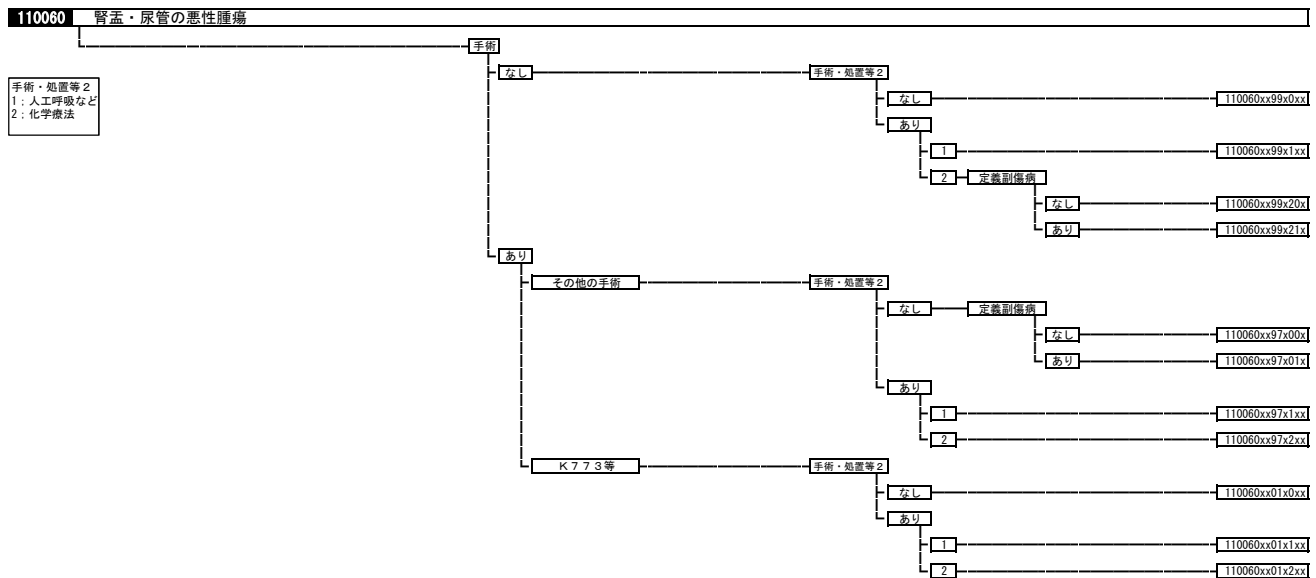 110060 腎盂・尿管の悪性腫瘍
手術
手術・処置等２
1；人工呼吸など
2；化学療法
なし 手術・処置等２
なし 110060xx99x0xx
あり
1 110060xx99x1xx
2 定義副傷病
なし 110060xx99x20x
あり 110060xx99x21x
あり
その他の手術 手術・処置等２
なし 定義副傷病
なし 110060xx97x00x
あり 110060xx97x01x
あり
1 110060xx97x1xx
2 110060xx97x2xx
Ｋ７７３等 手術・処置等２
なし 110060xx01x0xx
あり
1 110060xx01x1xx
2 110060xx01x2xx